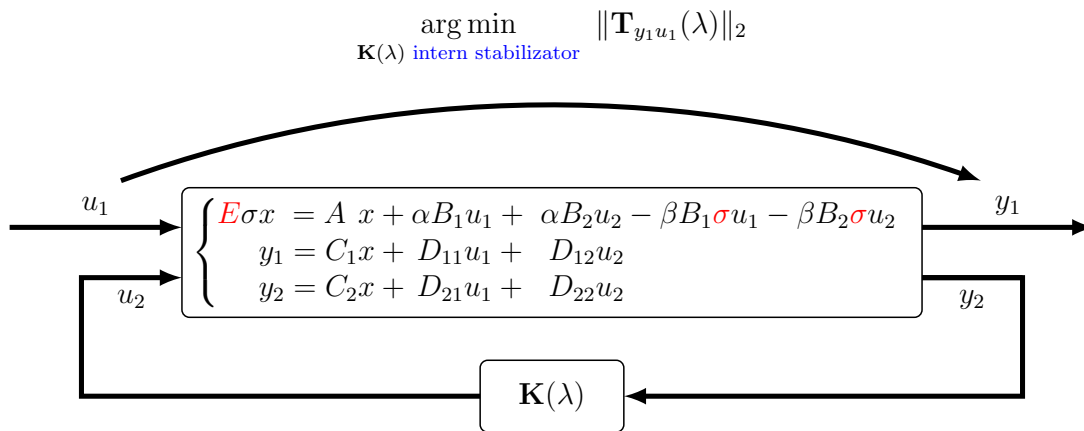 arg min ‖𝐓_{y₁u₁}(λ)‖₂
𝐊(λ) intern stabilizator
u₁
y₁
Eσx = A x + αB₁u₁ + αB₂u₂ − βB₁σu₁ − βB₂σu₂
y₁ = C₁x + D₁₁u₁ + D₁₂u₂
y₂ = C₂x + D₂₁u₁ + D₂₂u₂
u₂
y₂
𝐊(λ)